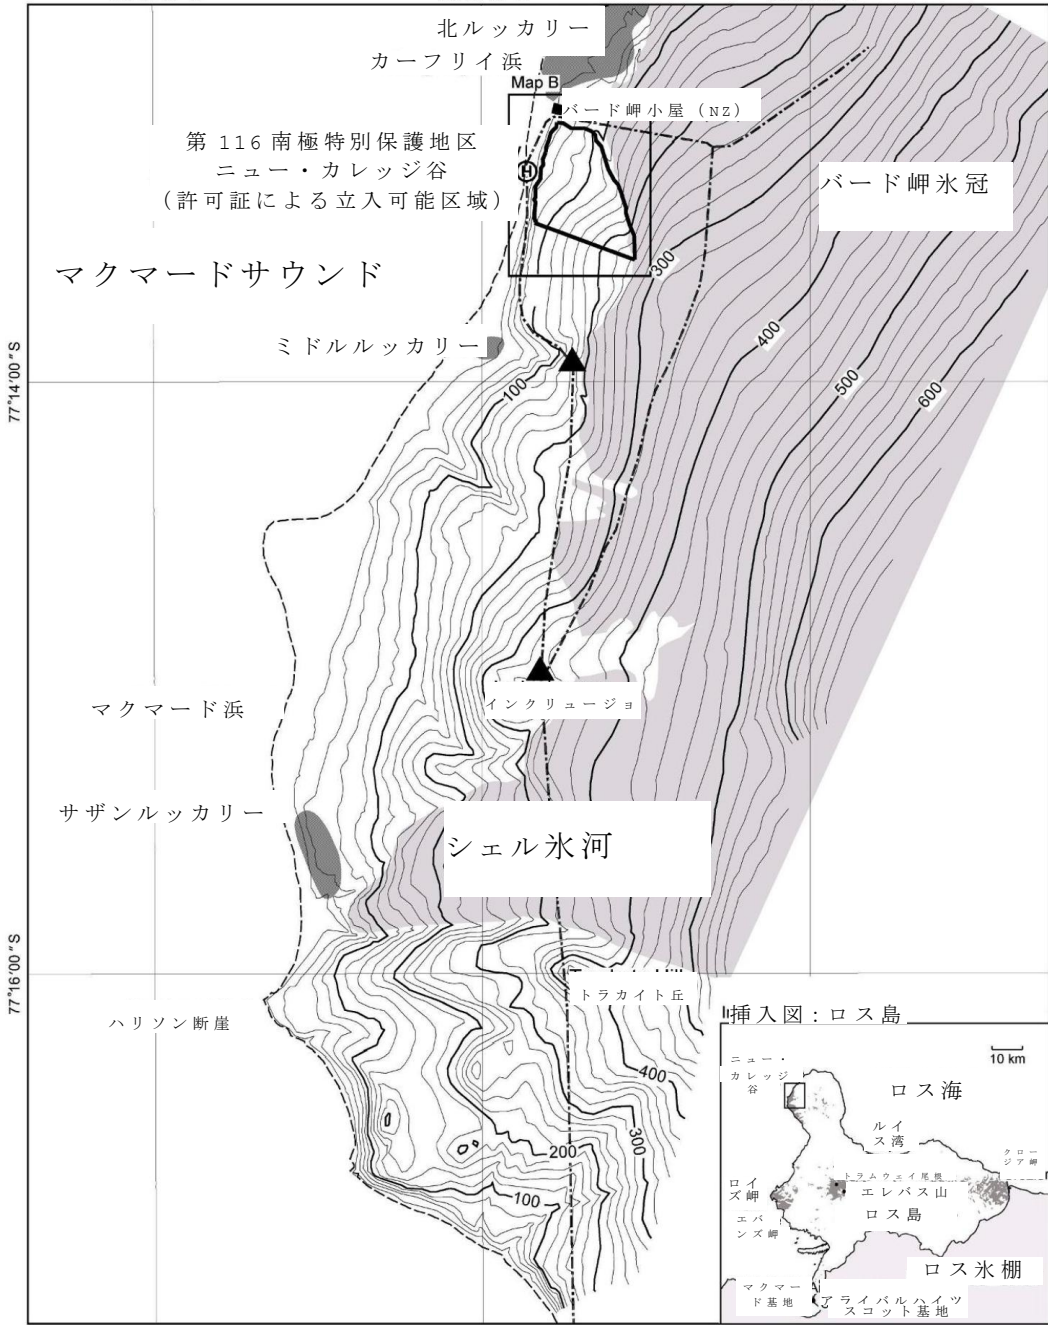 北ルッカリー
カーフリイ浜
Map B
バード岬小屋（NZ）
第 116 南極特別保護地区
ニュー・カレッジ谷
（許可証による立入可能区域）
H
バード岬氷冠
マクマードサウンド
300
ミドルルッカリー
400
77°14'00"S
100
500
600
インクリュージョ
マクマード浜
サザンルッカリー
シェル氷河
77°16'00"S
トラカイト丘
ハリソン断崖
挿入図：ロス島
10 km
ニュー・
カレッジ
谷
ロス海
ルイ
ス湾
クロー
ジア岬
トラムウェイ尾根
ロイ
ズ岬
エレバス山
ロス島
エバ
ンズ岬
ロス氷棚
マクマー
ド基地
アライバルハイツ
スコット基地
400
300
200
100